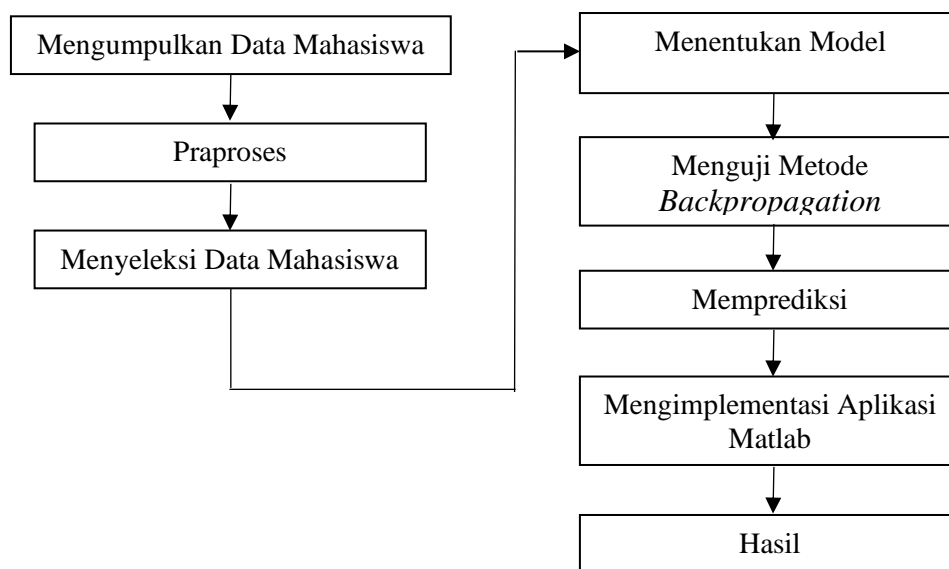 Mengumpulkan Data Mahasiswa
Praproses
Menyeleksi Data Mahasiswa
Menentukan Model
Menguji Metode
Backpropagation
Memprediksi
Mengimplementasi Aplikasi
Matlab
Hasil